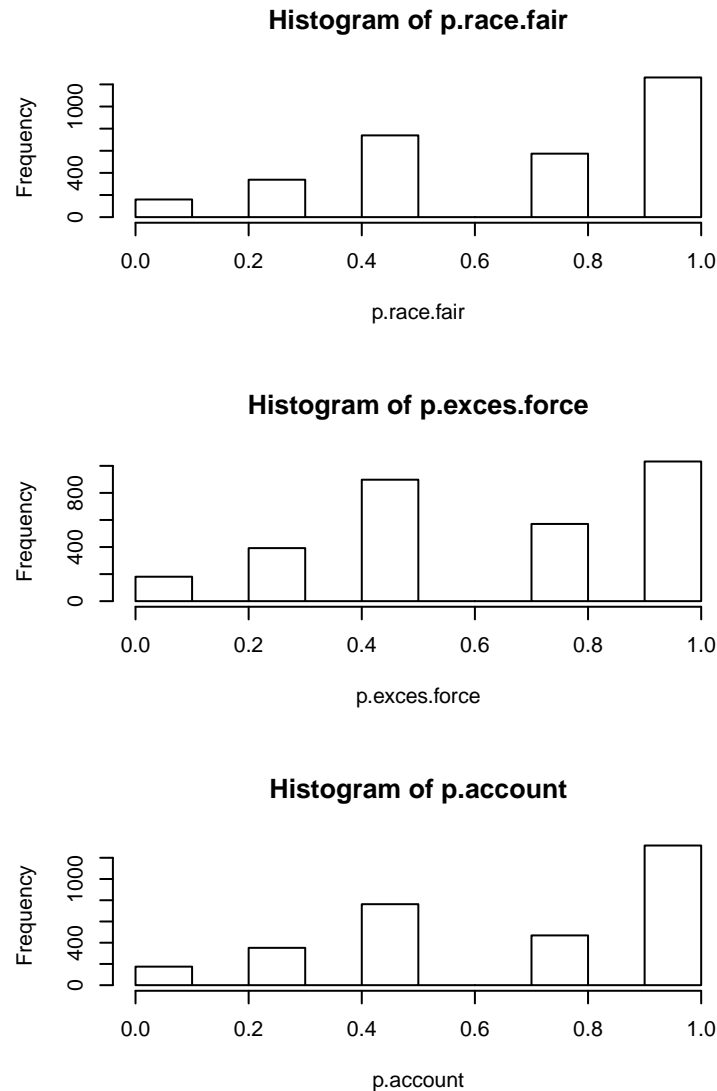 Histogram of p.race.fair
Frequency
0 400 1000
0.0 0.2 0.4 0.6 0.8 1.0
p.race.fair
Histogram of p.exces.force
Frequency
0 400 800
0.0 0.2 0.4 0.6 0.8 1.0
p.exces.force
Histogram of p.account
Frequency
0 400 1000
0.0 0.2 0.4 0.6 0.8 1.0
p.account